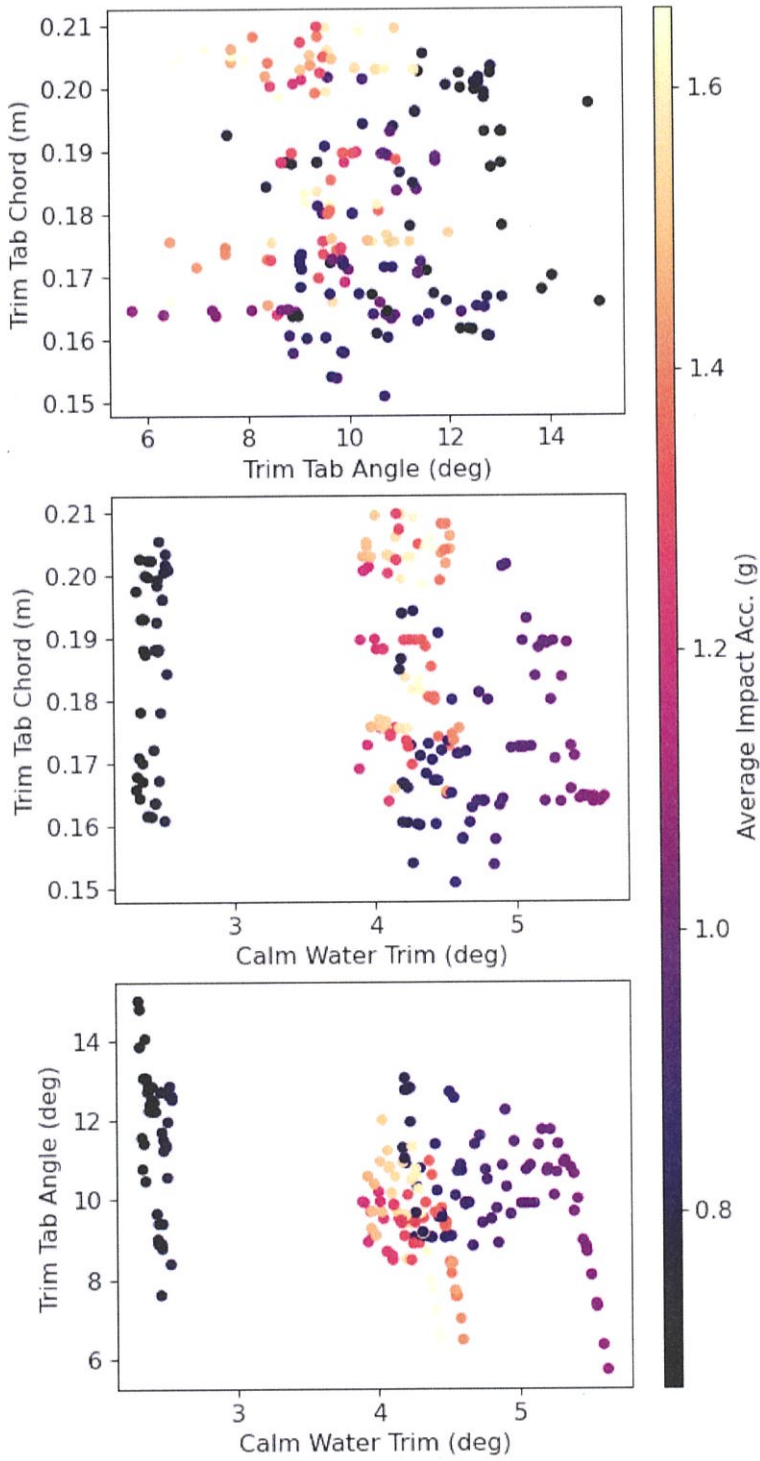 0.21
0.20
0.19
0.18
0.17
0.16
0.15
Trim Tab Chord (m)
6 8 10 12 14
Trim Tab Angle (deg)
0.21
0.20
0.19
0.18
0.17
0.16
0.15
Trim Tab Chord (m)
3 4 5
Calm Water Trim (deg)
14
12
10
8
6
Trim Tab Angle (deg)
3 4 5
Calm Water Trim (deg)
1.6
1.4
1.2
1.0
0.8
Average Impact Acc. (g)